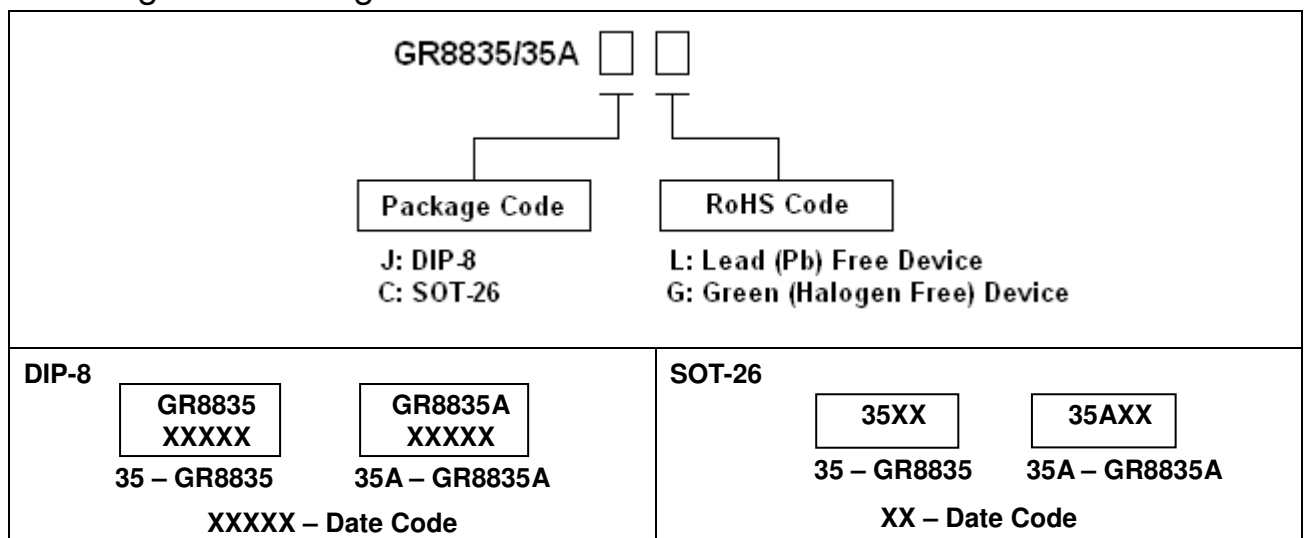 GR8835/35A
Package Code
RoHS Code
J: DIP-8
C: SOT-26
L: Lead (Pb) Free Device
G: Green (Halogen Free) Device
DIP-8
GR8835
XXXXX
GR8835A
XXXXX
35 – GR8835
35A – GR8835A
XXXXX – Date Code
SOT-26
35XX
35AXX
35 – GR8835
35A – GR8835A
XX – Date Code